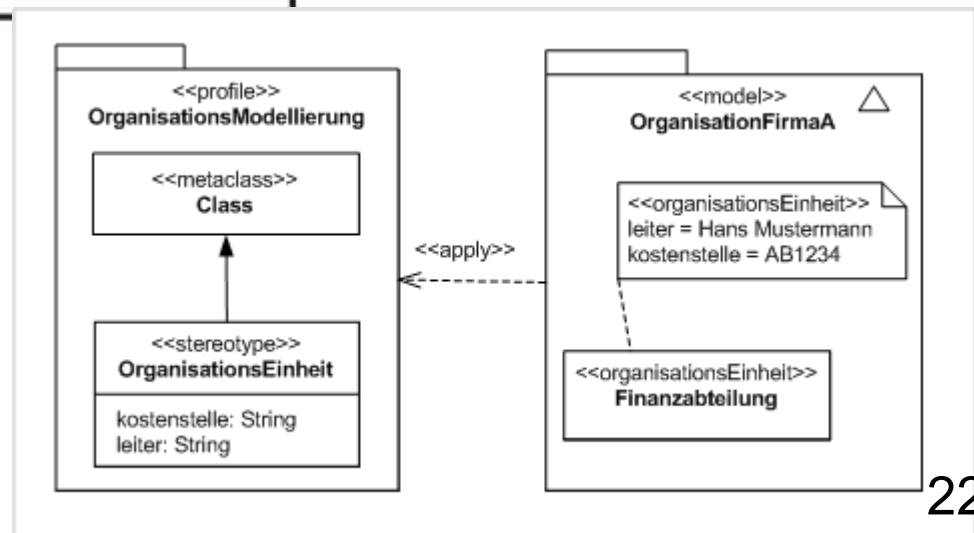 <<profile>>
OrganisationsModellierung
<<metaclass>>
Class
<<stereotype>>
OrganisationsEinheit
kostenstelle: String
leiter: String
<<apply>>
<<model>>
OrganisationFirmaA
<<organisationsEinheit>>
leiter = Hans Mustermann
kostenstelle = AB1234
<<organisationsEinheit>>
Finanzabteilung
22